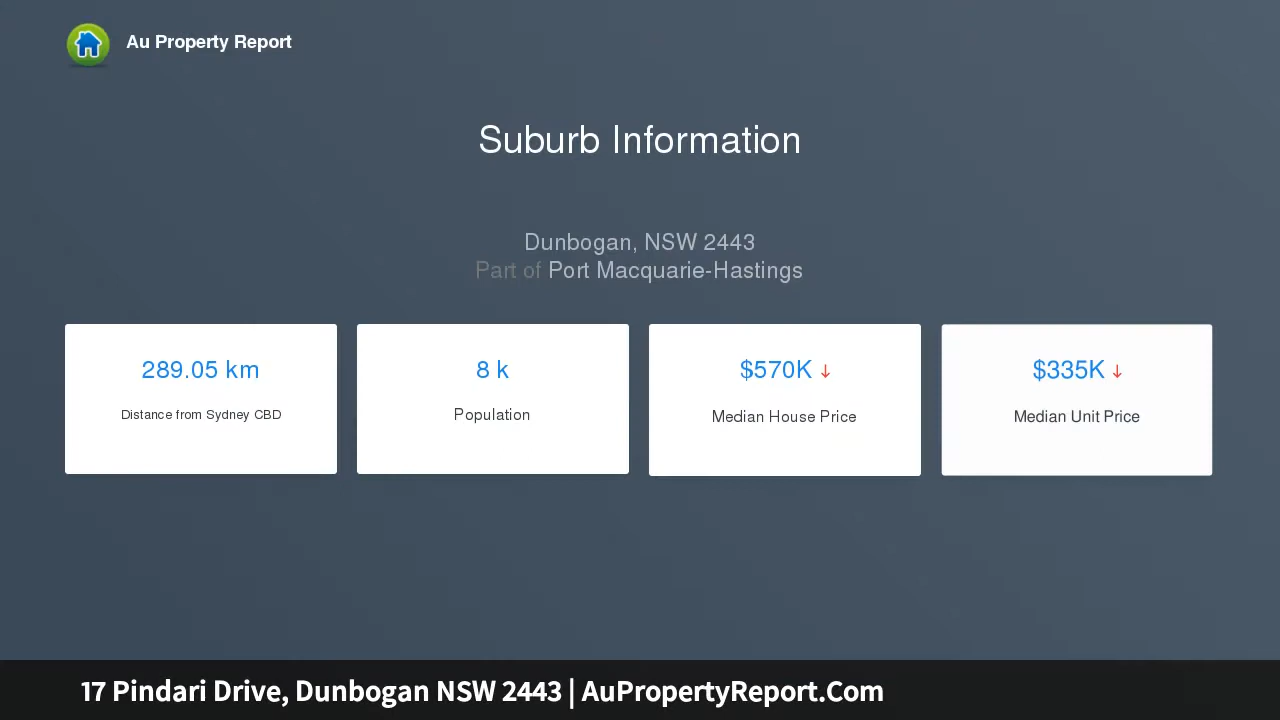 Au Property Report
Suburb Information
Dunbogan, NSW 2443
Part of Port Macquarie-Hastings
289.05 km
Distance from Sydney CBD
8 k
Population
$570K ↓
Median House Price
$335K ↓
Median Unit Price
17 Pindari Drive, Dunbogan NSW 2443 | AuPropertyReport.Com